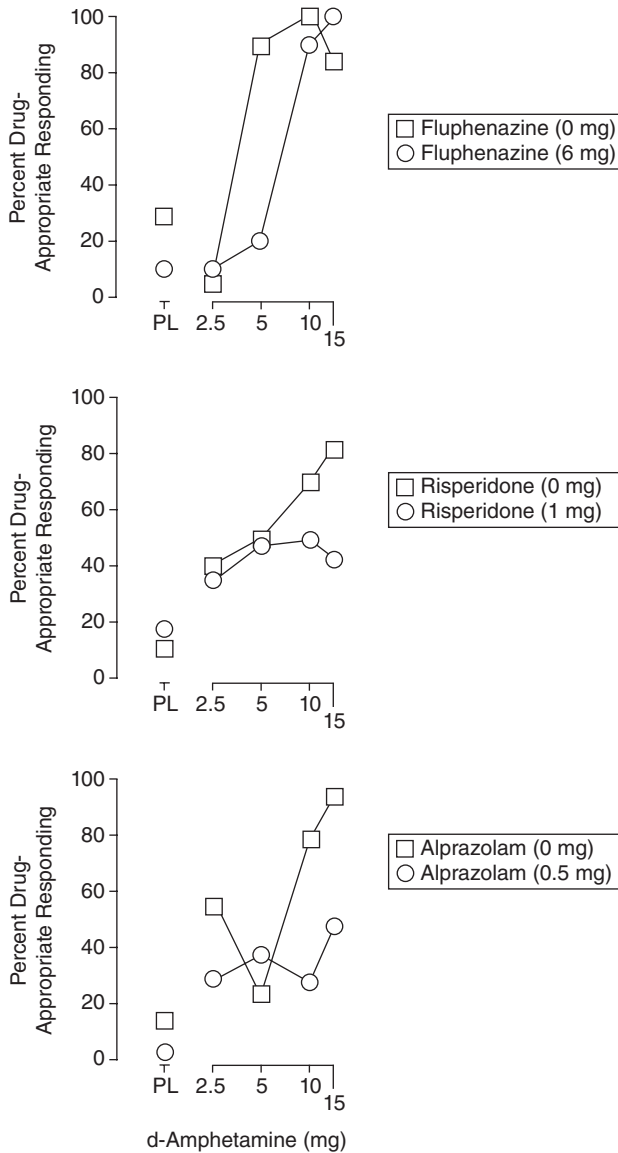 Percent Drug-
Appropriate Responding
100
80
60
40
20
0
PL
2.5
5
10
15
Fluphenazine (0 mg)
Fluphenazine (6 mg)
Percent Drug-
Appropriate Responding
100
80
60
40
20
0
PL
2.5
5
10
15
Risperidone (0 mg)
Risperidone (1 mg)
Percent Drug-
Appropriate Responding
100
80
60
40
20
0
PL
2.5
5
10
15
Alprazolam (0 mg)
Alprazolam (0.5 mg)
d-Amphetamine (mg)